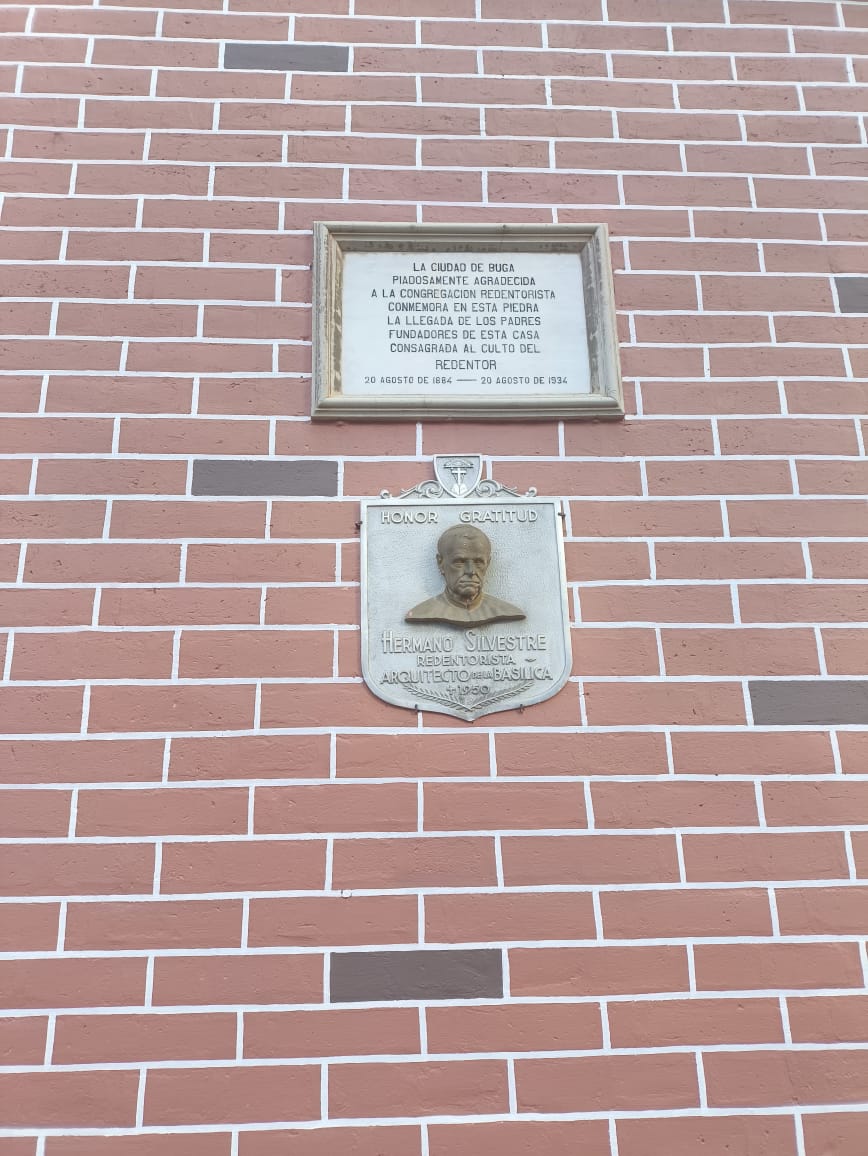 LA CIUDAD DE BUGA
PIADOSAMENTE AGRADECIDA
A LA CONGREGACION REDENTORISTA
CONMEMORA EN ESTA PIEDRA
LA LLEGADA DE LOS PADRES
FUNDADORES DE ESTA CASA
CONSAGRADA AL CULTO DEL
REDENTOR
20 AGOSTO DE 1884 — 20 AGOSTO DE 1934
HONOR GRATITUD
HERMANO SILVESTRE
REDENTORISTA
ARQUITECTO DE LA BASILICA
+ 1950